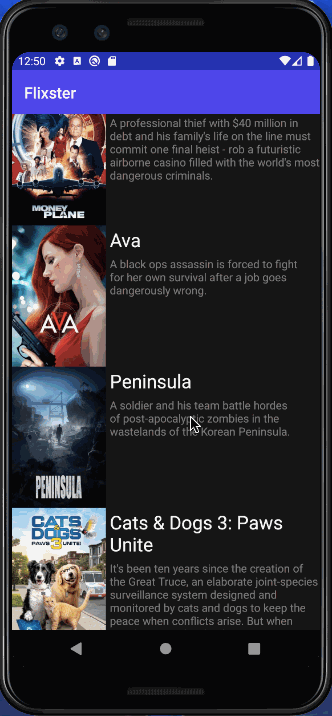 12:50
Flixster
A professional thief with $40 million in
debt and his family's life on the line must
commit one final heist - rob a futuristic
airborne casino filled with the world's most
dangerous criminals.
MONEY
PLANE
Ava
A black ops assassin is forced to fight
for her own survival after a job goes
dangerously wrong.
AVA
Peninsula
A soldier and his team battle hordes
of post-apocalyptic zombies in the
wastelands of the Korean Peninsula.
PENINSULA
Cats & Dogs 3: Paws
Unite
CATS
DOGS
3
PAWS UNITE!
It's been ten years since the creation of
the Great Truce, an elaborate joint-species
surveillance system designed and
monitored by cats and dogs to keep the
peace when conflicts arise. But when